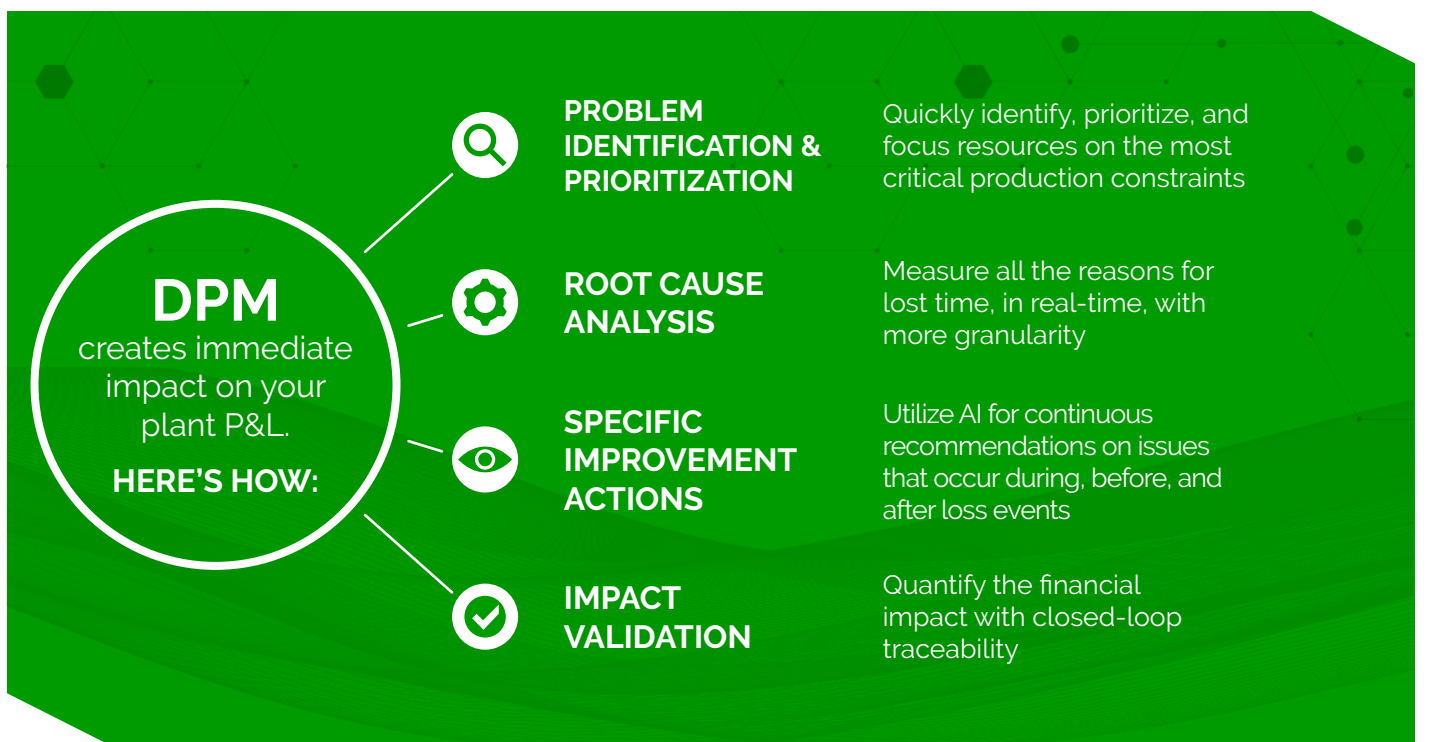 DPM
creates immediate
impact on your
plant P&L.
HERE'S HOW:
PROBLEM
IDENTIFICATION &
PRIORITIZATION
Quickly identify, prioritize, and
focus resources on the most
critical production constraints
ROOT CAUSE
ANALYSIS
Measure all the reasons for
lost time, in real-time, with
more granularity
SPECIFIC
IMPROVEMENT
ACTIONS
Utilize AI for continuous
recommendations on issues
that occur during, before, and
after loss events
IMPACT
VALIDATION
Quantify the financial
impact with closed-loop
traceability